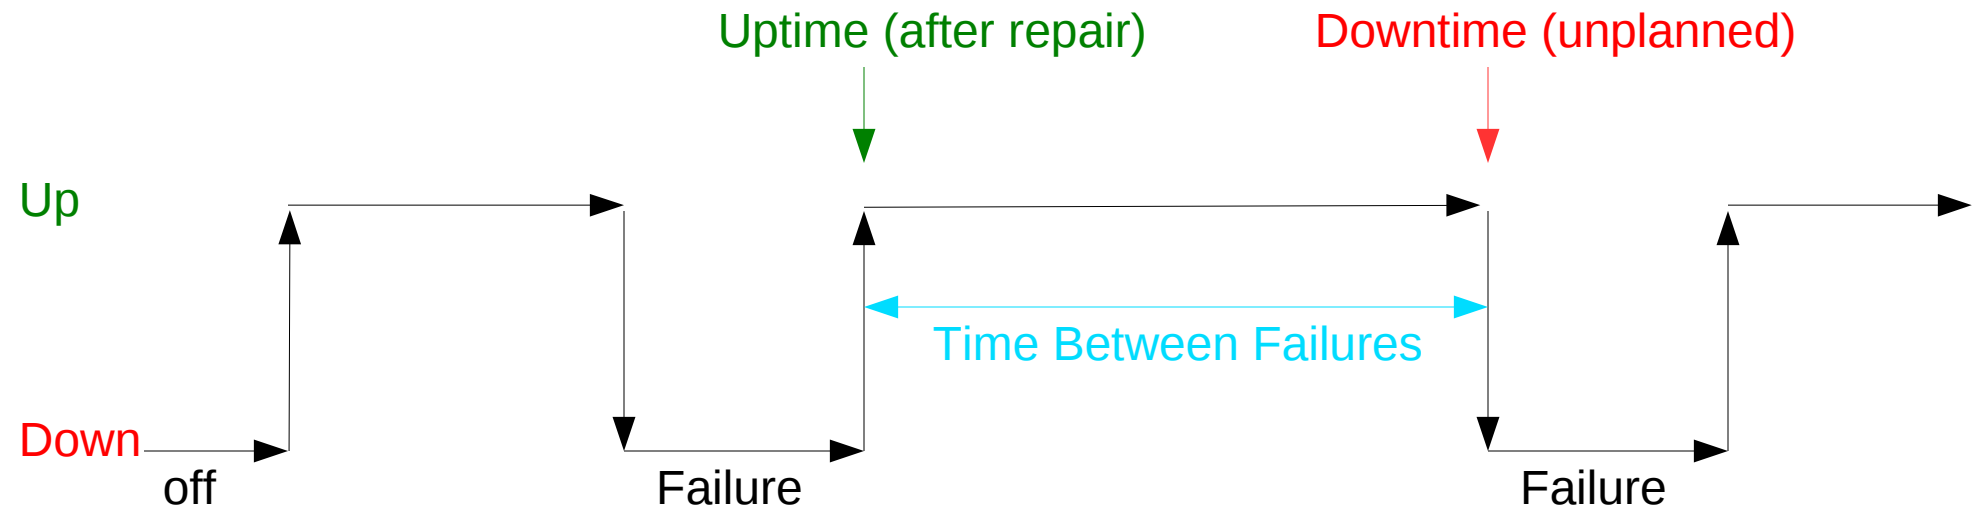 Uptime (after repair)
Downtime (unplanned)
Up
Time Between Failures
Down
off
Failure
Failure